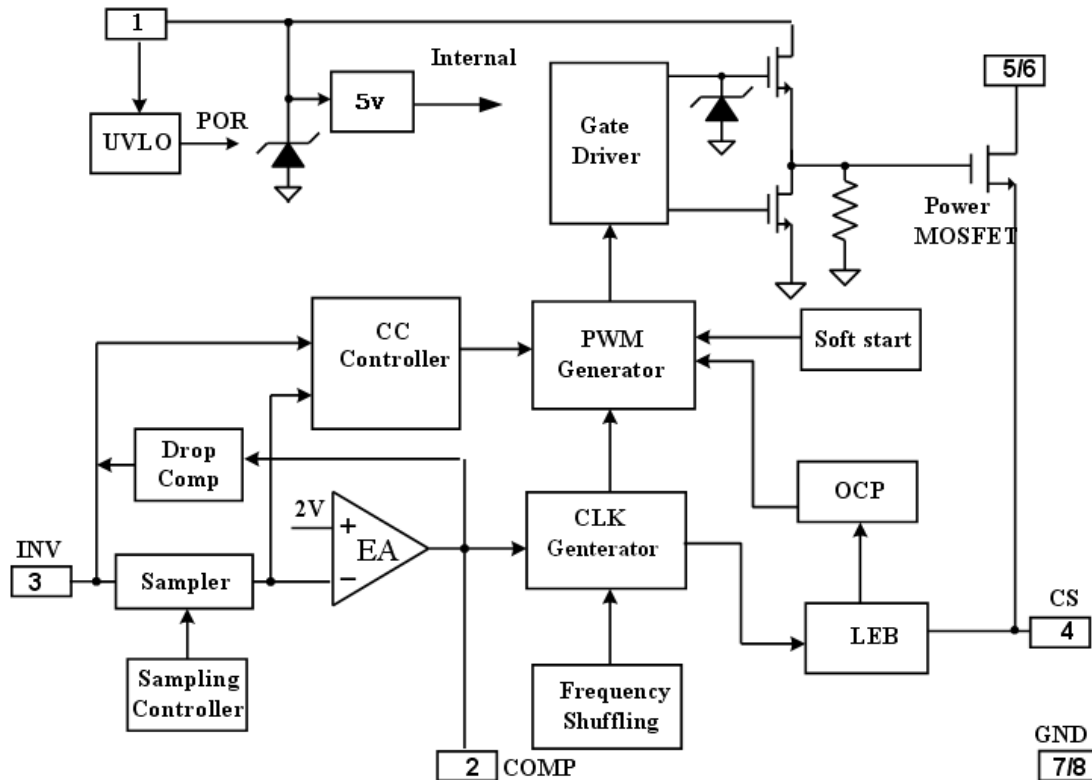 1
Internal
5/6
5v
POR
UVLO
Gate
Driver
Power
MOSFET
CC
Controller
PWM
Generator
Soft start
Drop
Comp
OCP
2V
+
EA
−
CLK
Genterator
INV
3
Sampler
CS
4
LEB
Sampling
Controller
Frequency
Shuffling
GND
7/8
2
COMP